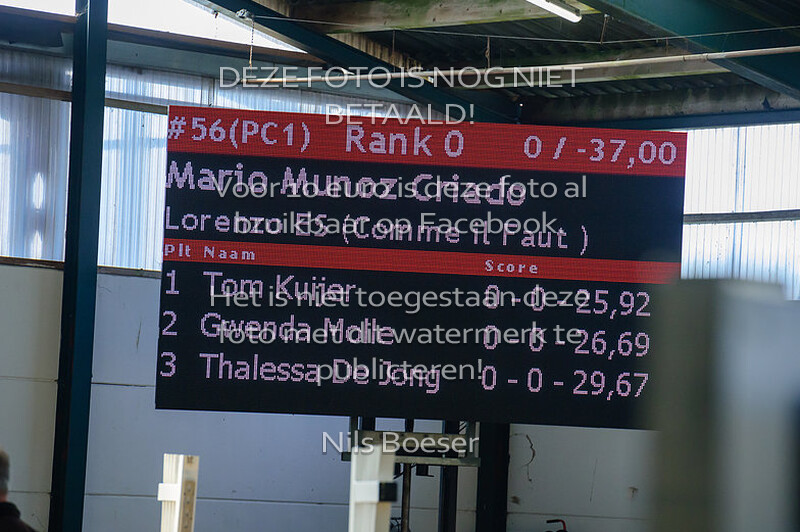 DEZE FOTO IS NOG NIET
BETAALD!
#56(PC1) Rank 0 0 / -37,00
Mario Munoz Criado
Voor 10 euro is deze foto al
Lorenzo ES (Comme il Faut )
bruikbaar op Facebook.
Plt Naam Score
1 Tom Kuijer 0 - 0 - 25,92
Het is niet toegestaan deze
2 Gwenda Molle 0 - 0 - 26,69
foto met dit watermerk te
3 Thalessa De Jong 0 - 0 - 29,67
publiceren!
Nils Boeser